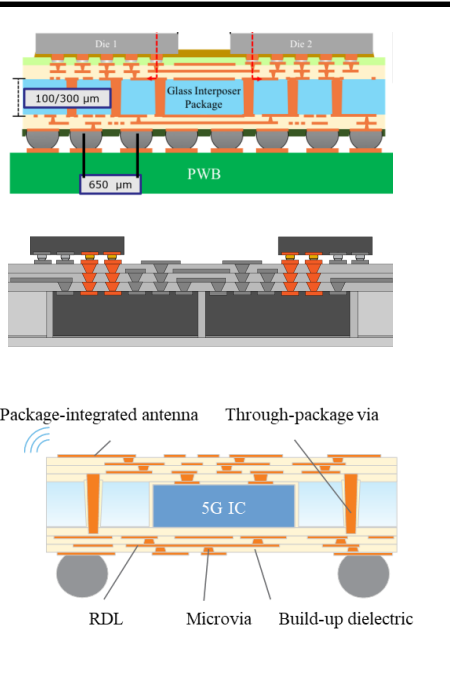 Die 1
Die 2
100/300 µm
Glass Interposer
Package
PWB
650 µm
Package-integrated antenna
Through-package via
5G IC
RDL
Microvia
Build-up dielectric